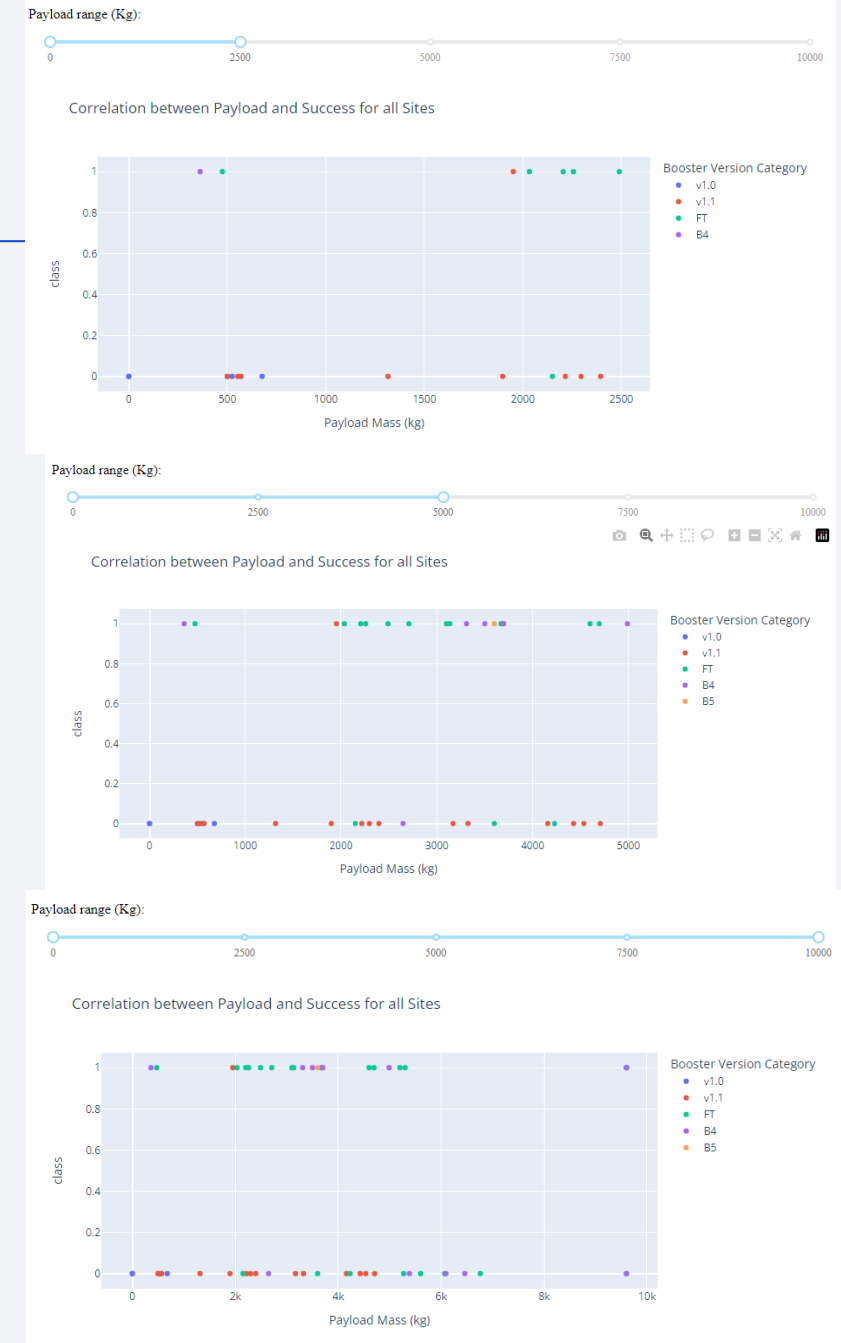 Payload range (Kg):
0 2500 5000 7500 10000
Correlation between Payload and Success for all Sites
Booster Version Category
v1.0
v1.1
FT
B4
1
0.8
0.6
0.4
0.2
0
class
0 500 1000 1500 2000 2500
Payload Mass (kg)
Payload range (Kg):
0 2500 5000 7500 10000
Correlation between Payload and Success for all Sites
Booster Version Category
v1.0
v1.1
FT
B4
B5
1
0.8
0.6
0.4
0.2
0
class
0 1000 2000 3000 4000 5000
Payload Mass (kg)
Payload range (Kg):
0 2500 5000 7500 10000
Correlation between Payload and Success for all Sites
Booster Version Category
v1.0
v1.1
FT
B4
B5
1
0.8
0.6
0.4
0.2
0
class
0 2k 4k 6k 8k 10k
Payload Mass (kg)